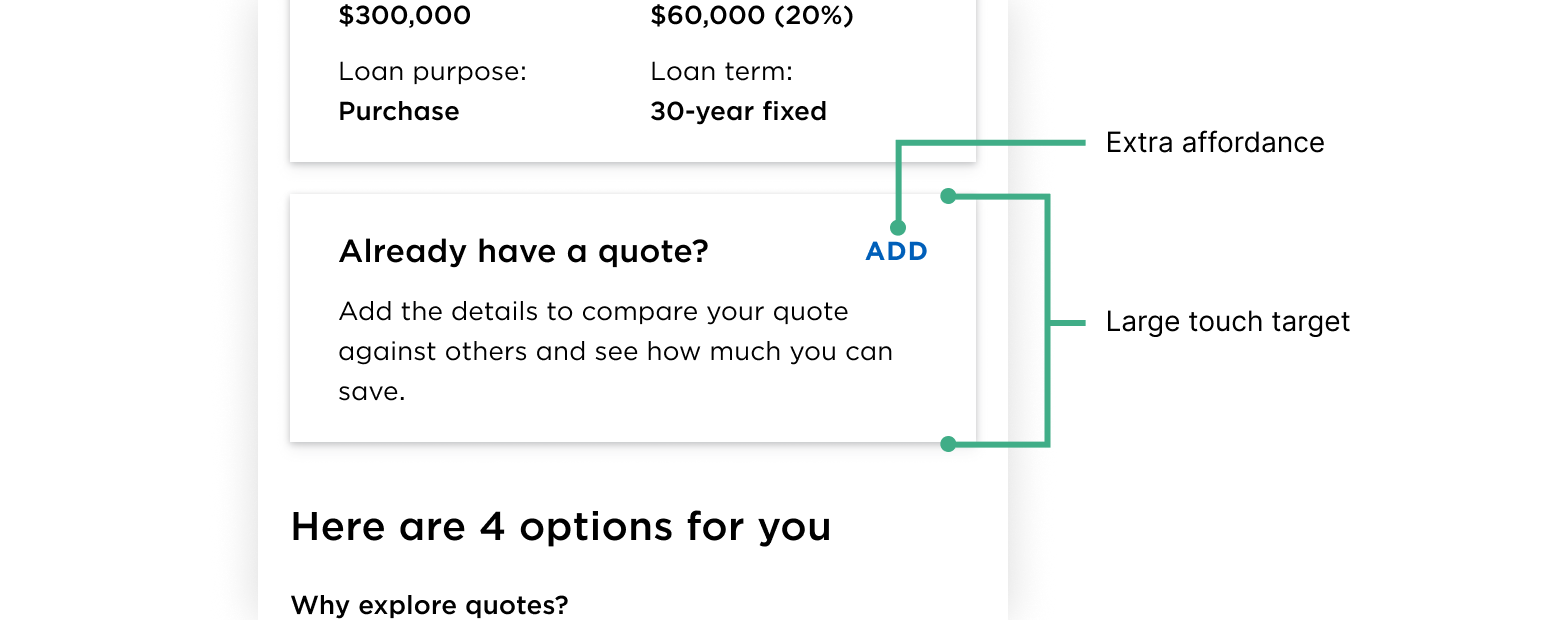 $300,000
$60,000 (20%)
Loan purpose:
Purchase
Loan term:
30-year fixed
Extra affordance
Already have a quote?
ADD
Add the details to compare your quote
against others and see how much you can
save.
Large touch target
Here are 4 options for you
Why explore quotes?